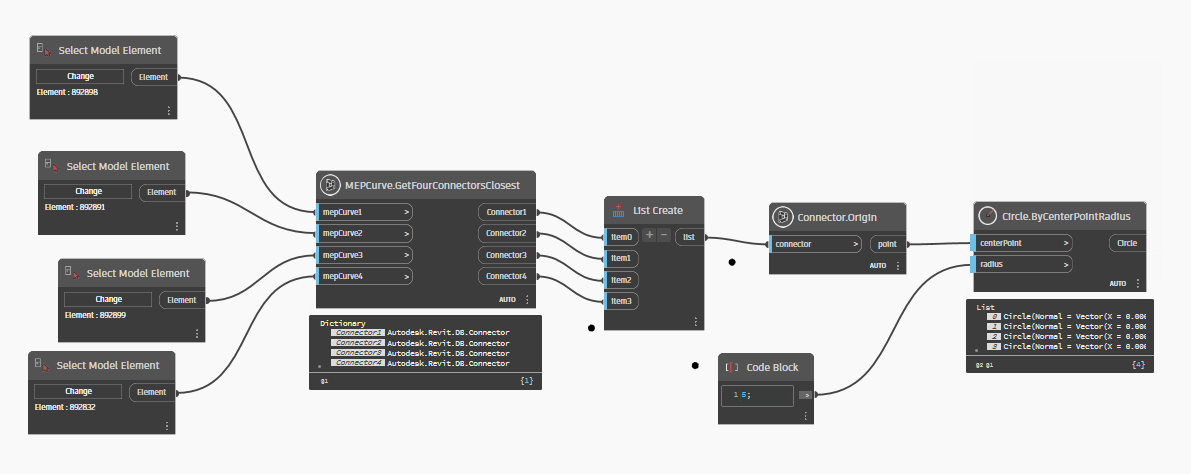 Select Model Element
Change
Element
Element : 892898
Select Model Element
Change
Element
Element : 892891
Select Model Element
Change
Element
Element : 892899
Select Model Element
Change
Element
Element : 892832
MEPCurve.GetFourConnectorsClosest
mepCurve1 > Connector1
mepCurve2 > Connector2
mepCurve3 > Connector3
mepCurve4 > Connector4
AUTO
Dictionary
Connector1 Autodesk.Revit.DB.Connector
Connector2 Autodesk.Revit.DB.Connector
Connector3 Autodesk.Revit.DB.Connector
Connector4 Autodesk.Revit.DB.Connector
@1 {1}
List Create
item0 + - list
item1
item2
item3
Connector.Origin
connector > point
AUTO
Code Block
1 5; >
Circle.ByCenterPointRadius
centerPoint > Circle
radius >
AUTO
List
0 Circle(Normal = Vector(X = 0.000
1 Circle(Normal = Vector(X = 0.000
2 Circle(Normal = Vector(X = 0.000
3 Circle(Normal = Vector(X = 0.000
@2 @1 {4}